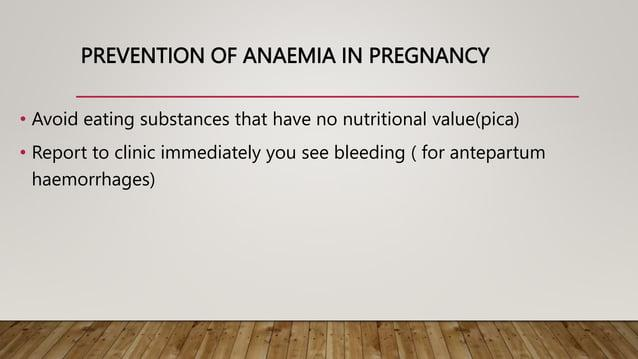 PREVENTION OF ANAEMIA IN PREGNANCY
• Avoid eating substances that have no nutritional value(pica)
• Report to clinic immediately you see bleeding ( for antepartum
haemorrhages)